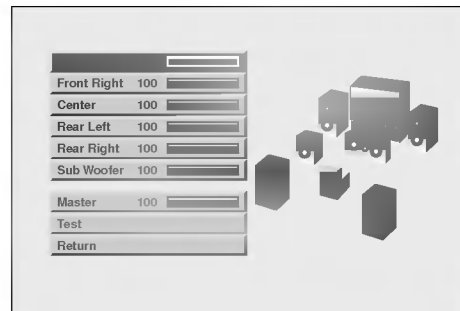 Front Right 100
Center 100
Rear Left 100
Rear Right 100
Sub Woofer 100
Master 100
Test
Return